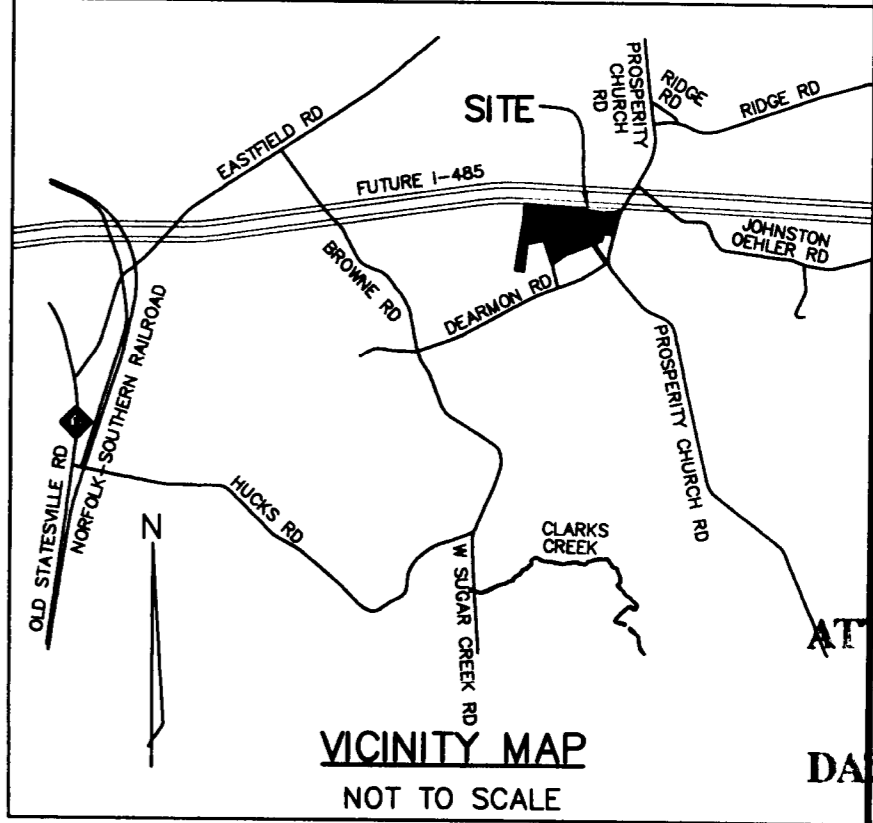 PROSPERITY
CHURCH
RD
RIDGE
RD
RIDGE RD
SITE
EASTFIELD RD
FUTURE I-485
JOHNSTON
OEHLER RD
BROWNE RD
DEARMON RD
NORFOLK-SOUTHERN RAILROAD
OLD STATESVILLE RD
PROSPERITY CHURCH RD
HUCKS RD
N
CLARKS
CREEK
W SUGAR CREEK RD
AT
VICINITY MAP
DA
NOT TO SCALE